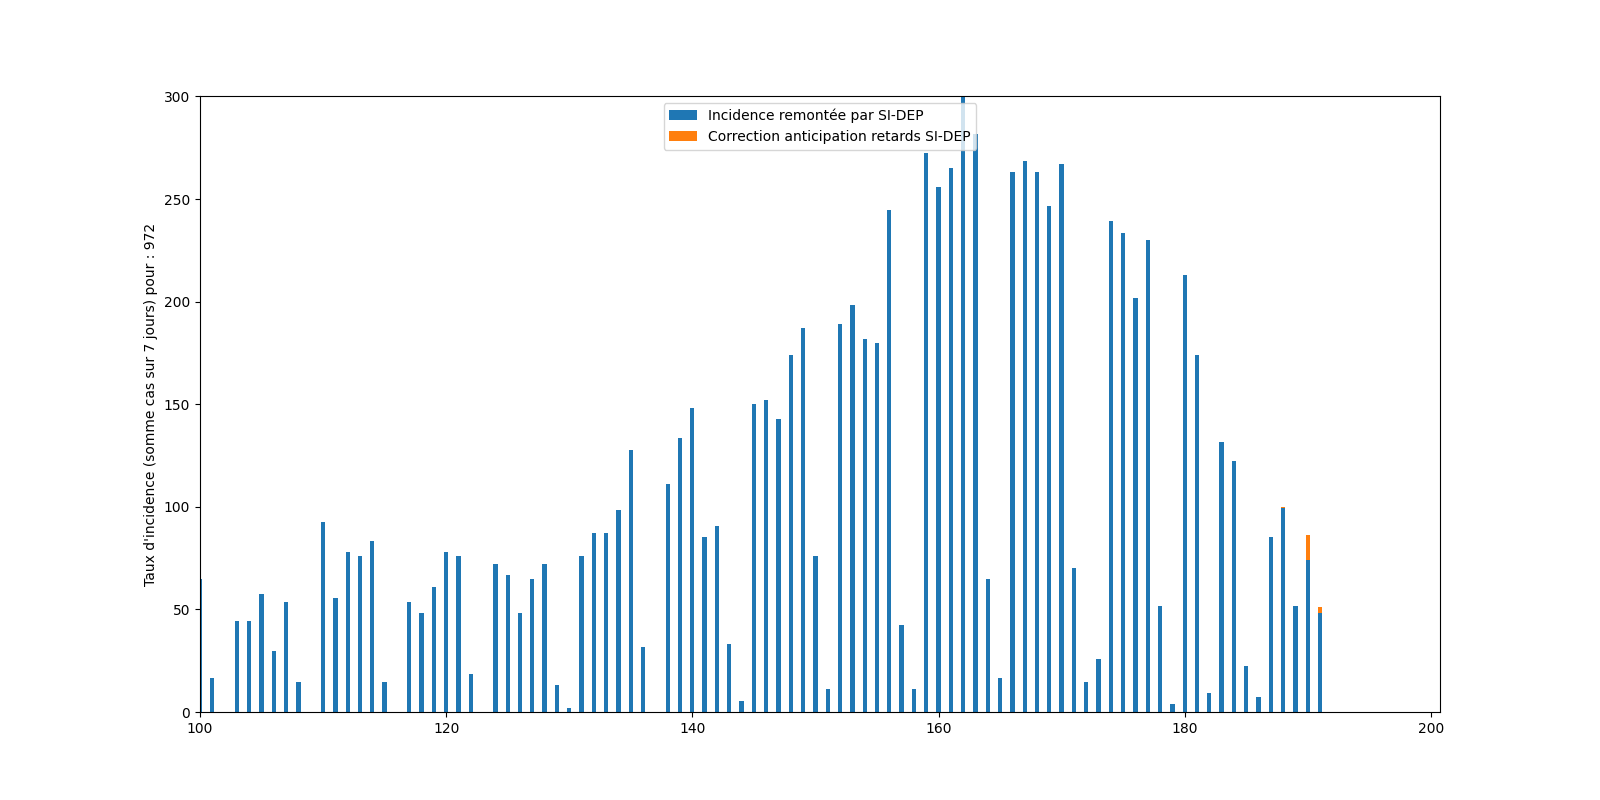 Incidence remontée par SI-DEP
Correction anticipation retards SI-DEP
Taux d'incidence (somme cas sur 7 jours) pour : 972
300
250
200
150
100
50
0
100 120 140 160 180 200